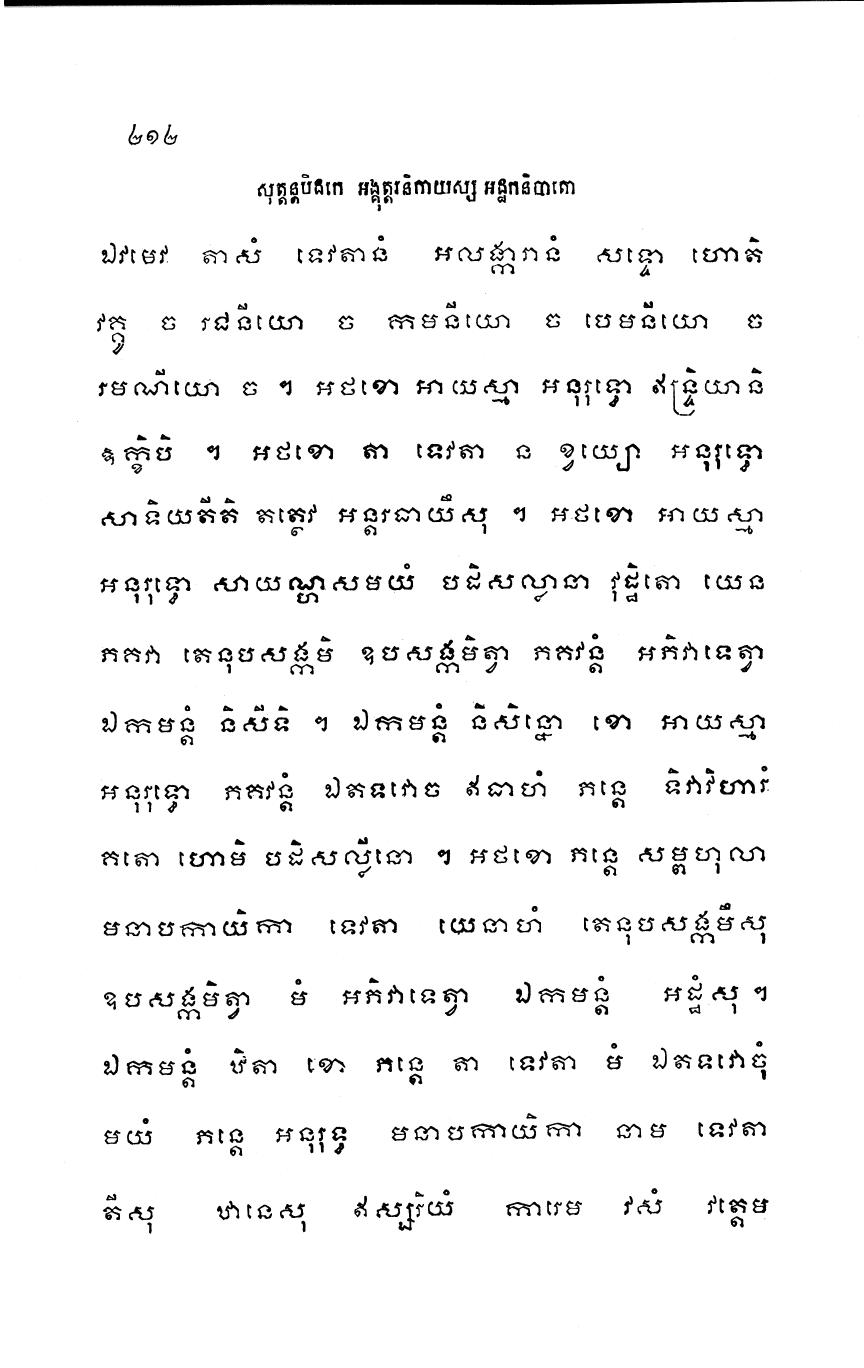 ២១២
សុត្តន្តបិដកេ អង្គុត្តរនិកាយស្ស អដ្ឋកនិបាតោ
ឯវមេវ តាសំ ទេវតានំ អលង្ការានំ សទ្ទោ ហោតិ
វគ្គូ ច រជនីយោ ច កមនីយោ ច បេមនីយោ ច
រមណីយោ ច ។ អថខោ អាយស្មា អនុរុទ្ធោ ឥន្ទ្រិយានិ
ឧក្ខិបិ ។ អថខោ តា ទេវតា ន ខ្វយ្យោ អនុរុទ្ធោ
សាទិយតីតិ តត្ថេវ អន្តរធាយឹសុ ។ អថខោ អាយស្មា
អនុរុទ្ធោ សាយណ្ហសមយំ បដិសល្លានា វុដ្ឋិតោ យេន
ភគវា តេនុបសង្កមិ ឧបសង្កមិត្វា ភគវន្តំ អភិវាទេត្វា
ឯកមន្តំ និសីទិ ។ ឯកមន្តំ និសិន្នោ ខោ អាយស្មា
អនុរុទ្ធោ ភគវន្តំ ឯតទវោច ឥធាហំ ភន្តេ ទិវាវិហារំ
គតោ ហោមិ បដិសល្លីនោ ។ អថខោ ភន្តេ សម្ពហុលា
មនាបកាយិកា ទេវតា យេនាហំ តេនុបសង្កមឹសុ
ឧបសង្កមិត្វា មំ អភិវាទេត្វា ឯកមន្តំ អដ្ឋំសុ ។
ឯកមន្តំ ឋិតា ខោ ភន្តេ តា ទេវតា មំ ឯតទវោចុំ
មយំ ភន្តេ អនុរុទ្ធ មនាបកាយិកា នាម ទេវតា
តីសុ ឋានេសុ ឥស្សរិយំ ការេម វសំ វត្តេម